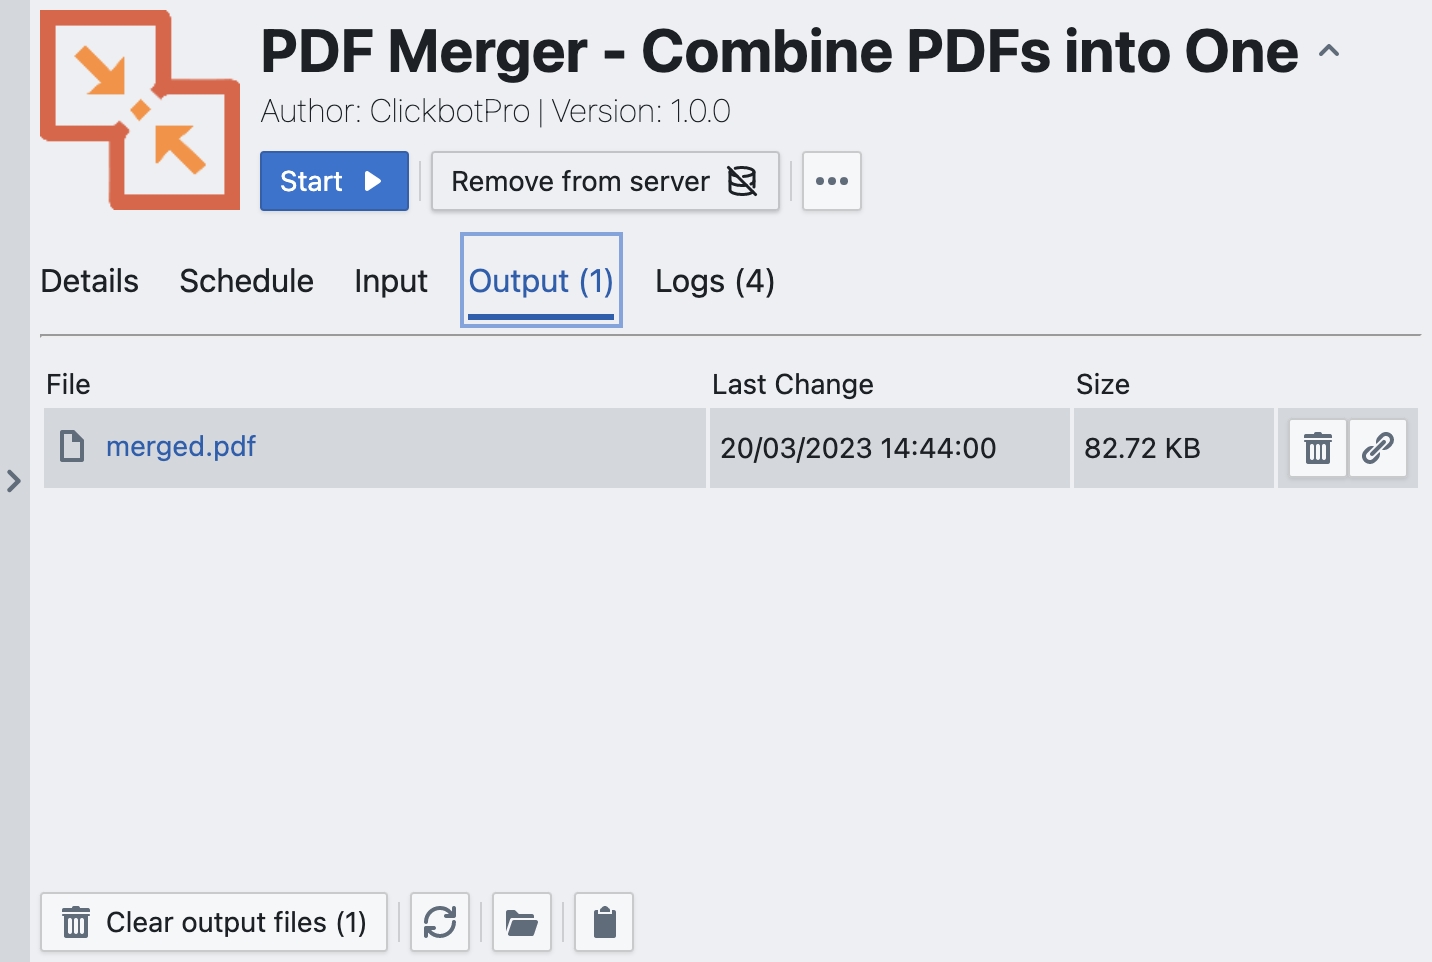 PDF Merger - Combine PDFs into One
Author: ClickbotPro | Version: 1.0.0
Start
Remove from server
Details
Schedule
Input
Output (1)
Logs (4)
File
Last Change
Size
merged.pdf
20/03/2023 14:44:00
82.72 KB
Clear output files (1)